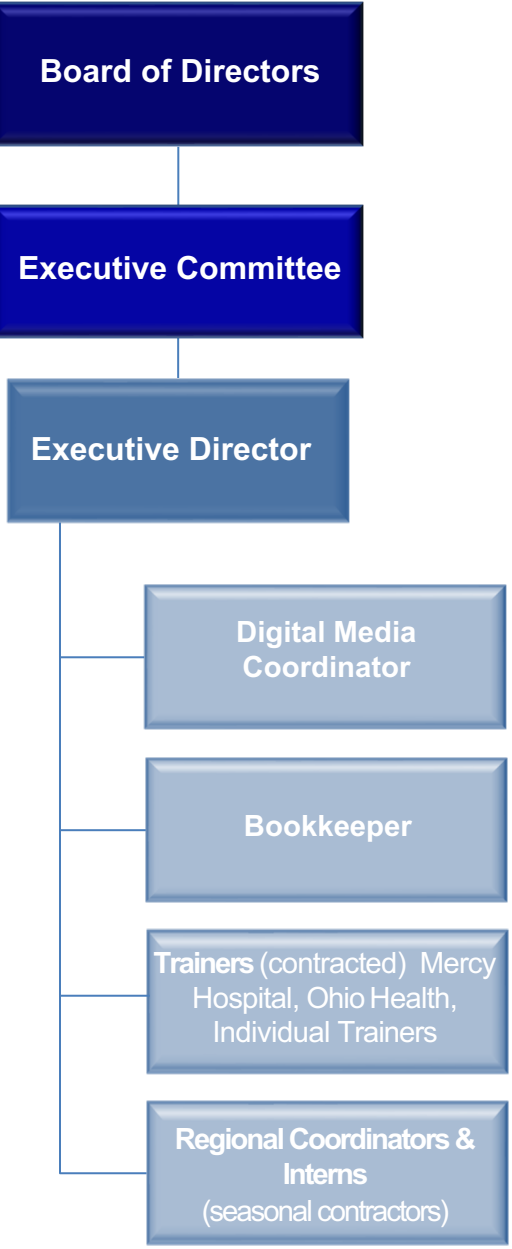 Board of Directors
Executive Committee
Executive Director
Digital Media
Coordinator
Bookkeeper
Trainers (contracted) Mercy
Hospital, Ohio Health,
Individual Trainers
Regional Coordinators &
Interns
(seasonal contractors)